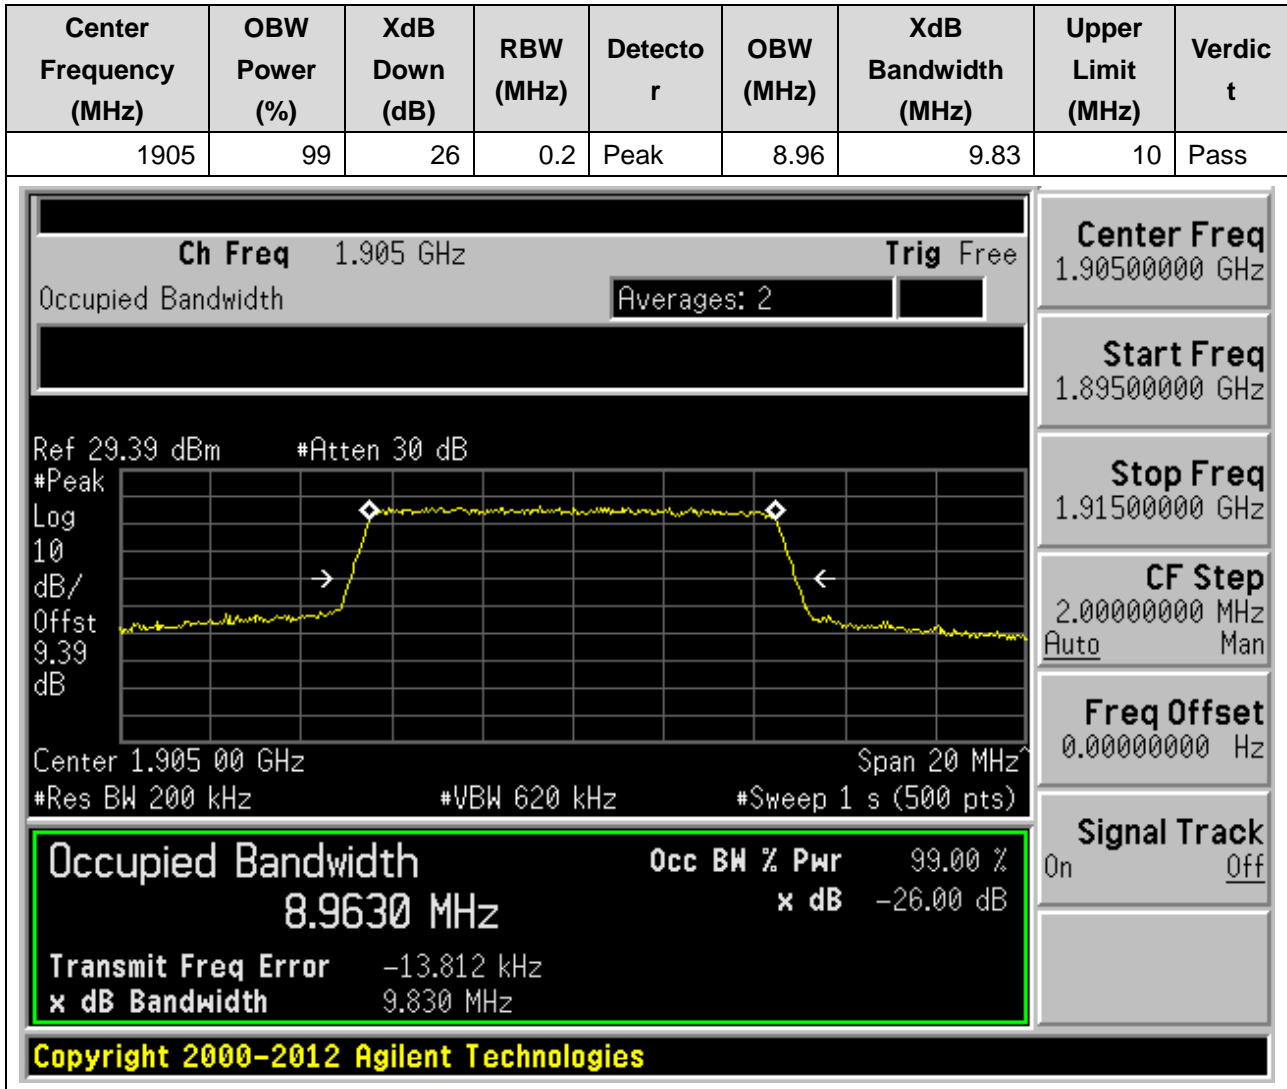 Center Frequency (MHz) OBW Power (%) XdB Down (dB) RBW (MHz) Detecto r OBW (MHz) XdB Bandwidth (MHz) Upper Limit (MHz) Verdic t
1905 99 26 0.2 Peak 8.96 9.83 10 Pass
Ch Freq 1.905 GHz Trig Free
Occupied Bandwidth Averages: 2
Ref 29.39 dBm #Atten 30 dB
#Peak
Log
10
dB/
Offst
9.39
dB
Center 1.905 00 GHz Span 20 MHz^
#Res BW 200 kHz #VBW 620 kHz #Sweep 1 s (500 pts)
Occupied Bandwidth Occ BW % Pwr 99.00 %
8.9630 MHz x dB -26.00 dB
Transmit Freq Error -13.812 kHz
x dB Bandwidth 9.830 MHz
Copyright 2000-2012 Agilent Technologies
Center Freq
1.90500000 GHz
Start Freq
1.89500000 GHz
Stop Freq
1.91500000 GHz
CF Step
2.00000000 MHz
Auto Man
Freq Offset
0.00000000 Hz
Signal Track
On Off